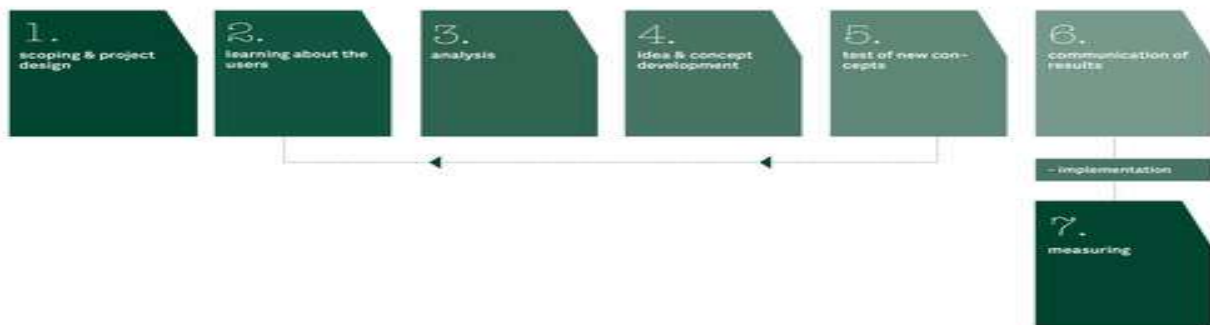 1.
scoping & project
design
2.
learning about the
users
3.
analysis
4.
idea & concept
development
5.
test of new con-
cepts
6.
communication of
results
- implementation
7.
measuring